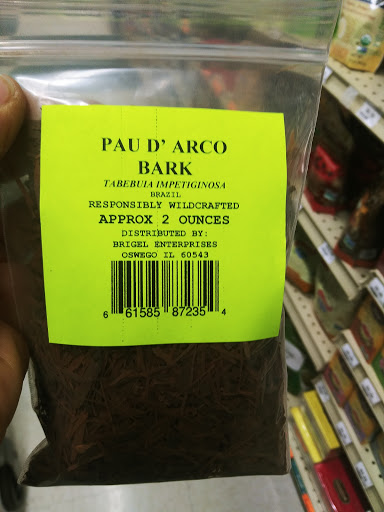 PAU D' ARCO
BARK
TABEBUIA IMPETIGINOSA
BRAZIL
RESPONSIBLY WILDCRAFTED
APPROX 2 OUNCES
DISTRIBUTED BY:
BRIGEL ENTERPRISES
OSWEGO IL 60543
6 61585 87235 4